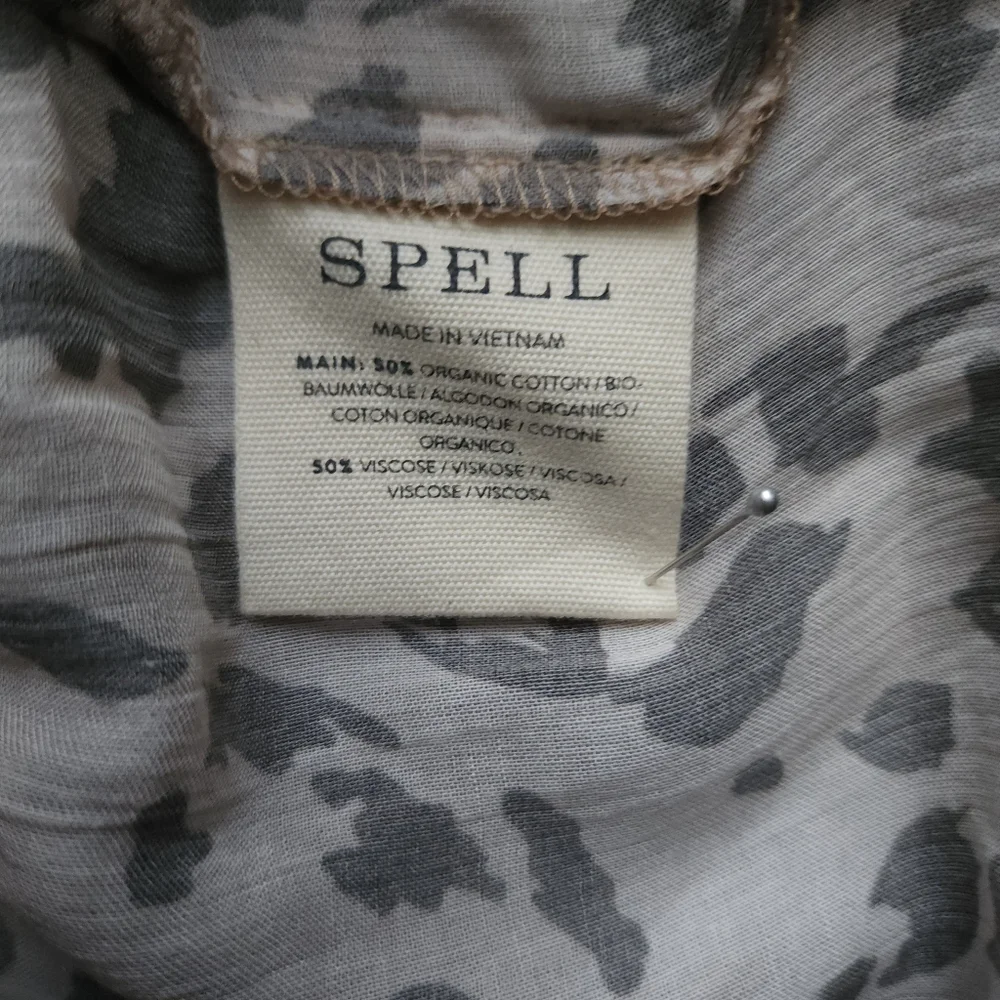 SPELL
MADE IN VIETNAM
MAIN: 50% ORGANIC COTTON / BIO-
BAUMWOLLE / ALGODON ORGANICO /
COTON ORGANIQUE / COTONE
ORGANICO,
50% VISCOSE / VISKOSE / VISCOSA /
VISCOSE / VISCOSA